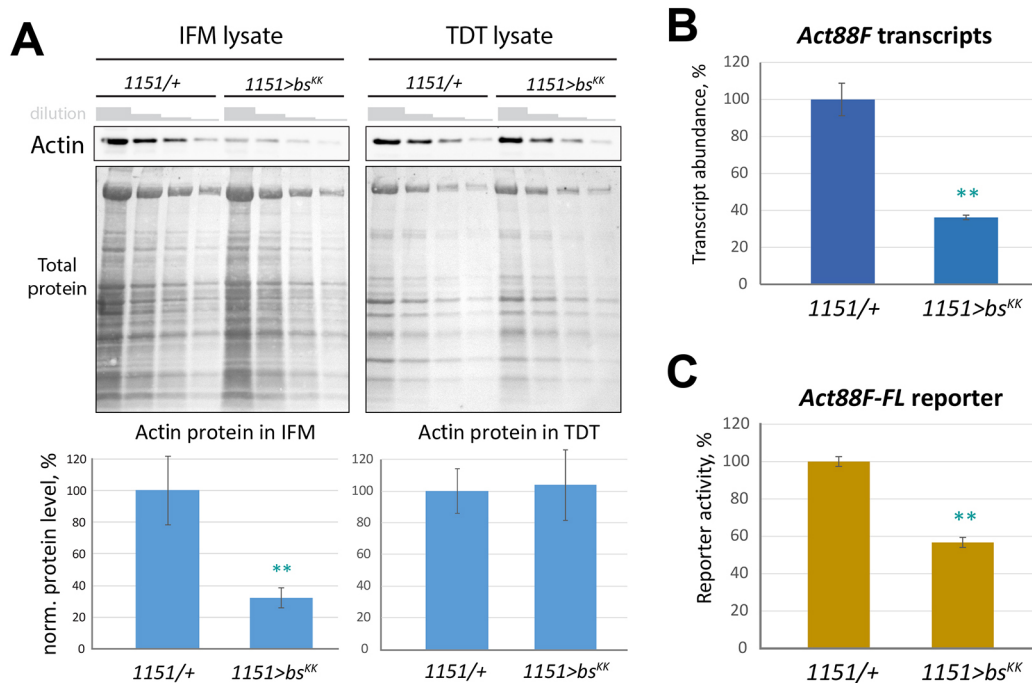 A
IFM lysate
TDT lysate
1151/+
1151>bsKK
1151/+
1151>bsKK
dilution
Actin
Total
protein
Actin protein in IFM
Actin protein in TDT
norm. protein level, %
120
100
80
60
40
20
0
**
1151/+
1151>bsKK
120
100
80
60
40
20
0
1151/+
1151>bsKK
B
Act88F transcripts
Transcript abundance, %
120
100
80
60
40
20
0
**
1151/+
1151>bsKK
C
Act88F-FL reporter
Reporter activity, %
120
100
80
60
40
20
0
**
1151/+
1151>bsKK